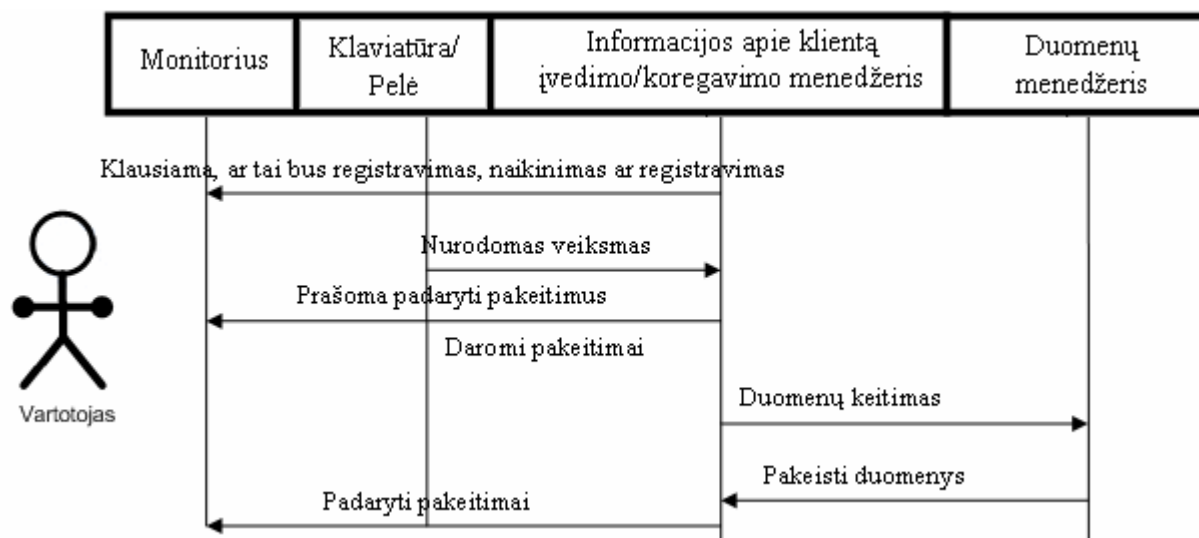 Monitorius
Klaviatūra/
Pelė
Informacijos apie klientą
įvedimo/koregavimo menedžeris
Duomenų
menedžeris
Klausiama, ar tai bus registravimas, naikinimas ar registravimas
Nurodomas veiksmas
Prašoma padaryti pakeitimus
Daromi pakeitimai
Vartotojas
Duomenų keitimas
Pakeisti duomenys
Padaryti pakeitimai